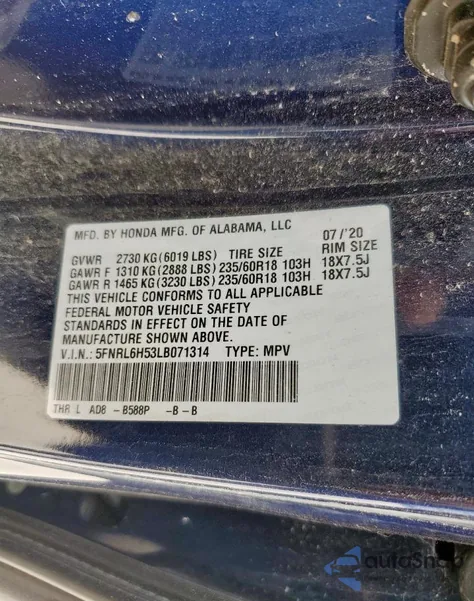 MFD. BY HONDA MFG. OF ALABAMA, LLC 07/'20
GVWR 2730 KG (6019 LBS) TIRE SIZE RIM SIZE
GAWR F 1310 KG (2888 LBS) 235/60R18 103H 18X7.5J
GAWR R 1465 KG (3230 LBS) 235/60R18 103H 18X7.5J
THIS VEHICLE CONFORMS TO ALL APPLICABLE
FEDERAL MOTOR VEHICLE SAFETY
STANDARDS IN EFFECT ON THE DATE OF
MANUFACTURE SHOWN ABOVE.
V.I.N.: 5FNRL6H53LB071314 TYPE: MPV
THR L AD8 - B588P - B - B
autoSnap